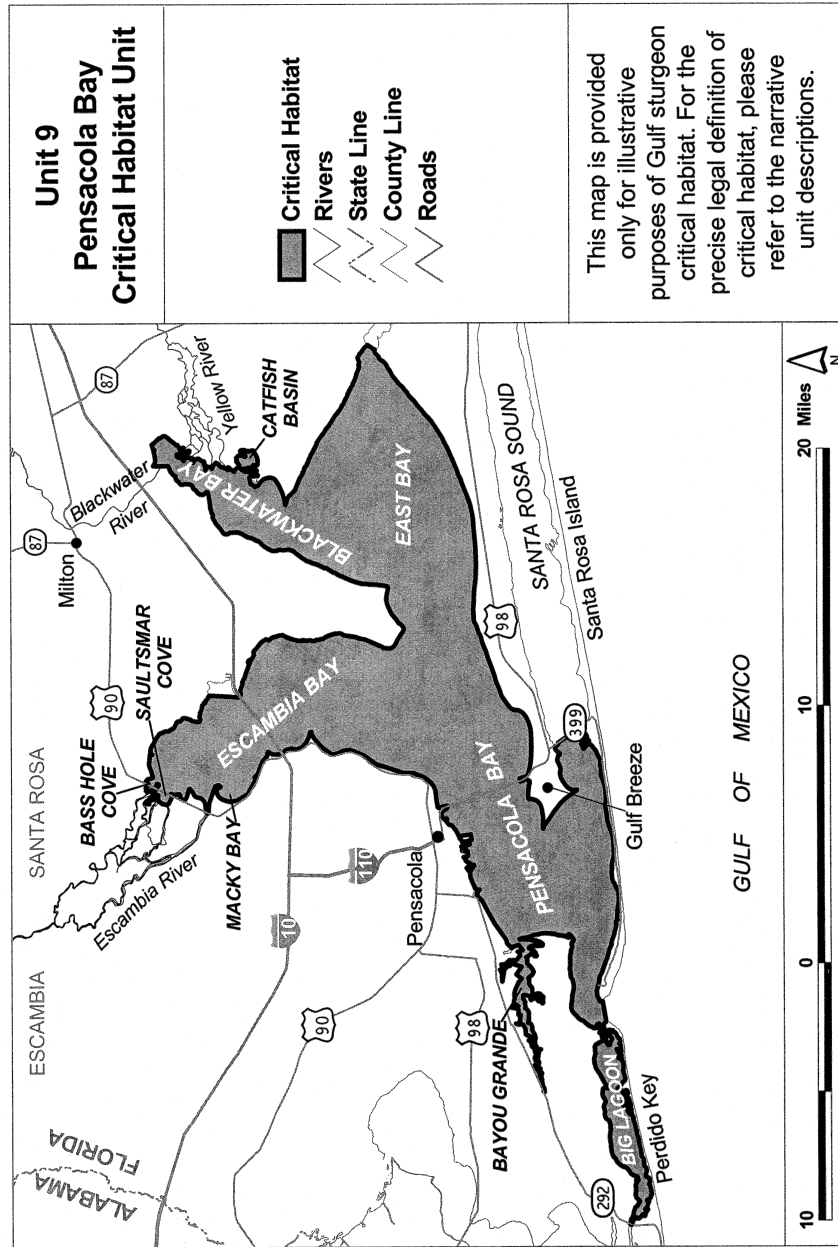 Unit 9
Pensacola Bay
Critical Habitat Unit
Critical Habitat
Rivers
State Line
County Line
Roads
This map is provided
only for illustrative
purposes of Gulf sturgeon
critical habitat. For the
precise legal definition of
critical habitat, please
refer to the narrative
unit descriptions.
ALABAMA
FLORIDA
ESCAMBIA
SANTA ROSA
Escambia River
BASS HOLE
COVE
SAULTSMAR
COVE
MACKY BAY
90
Milton
87
Blackwater
River
87
Yellow River
CATFISH
BASIN
BLACKWATER BAY
ESCAMBIA BAY
EAST BAY
10
110
90
Pensacola
98
BAYOU GRANDE
PENSACOLA BAY
98
SANTA ROSA SOUND
Santa Rosa Island
399
Gulf Breeze
292
BIG LAGOON
Perdido Key
GULF OF MEXICO
10
0
10
20 Miles
N